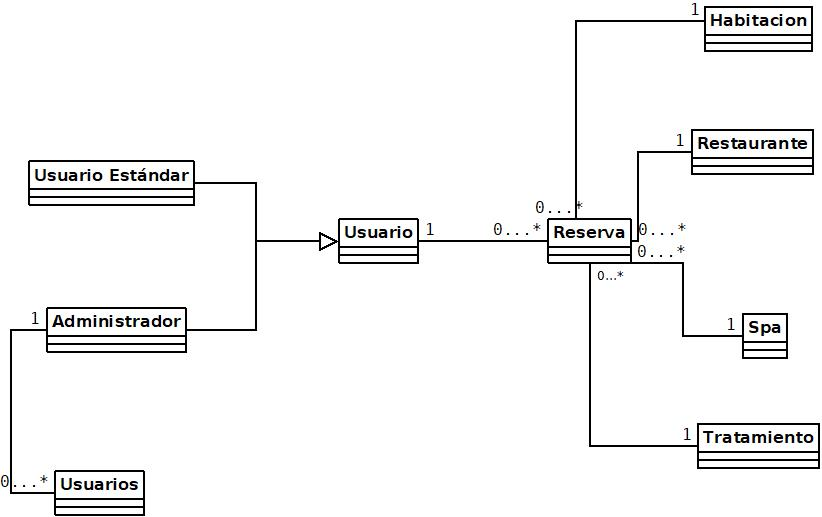 1
Habitacion
1
Restaurante
Usuario Estándar
0...*
Usuario
1
0...*
Reserva
0...*
0...*
0...*
1
Administrador
1
Spa
1
Tratamiento
0...*
Usuarios